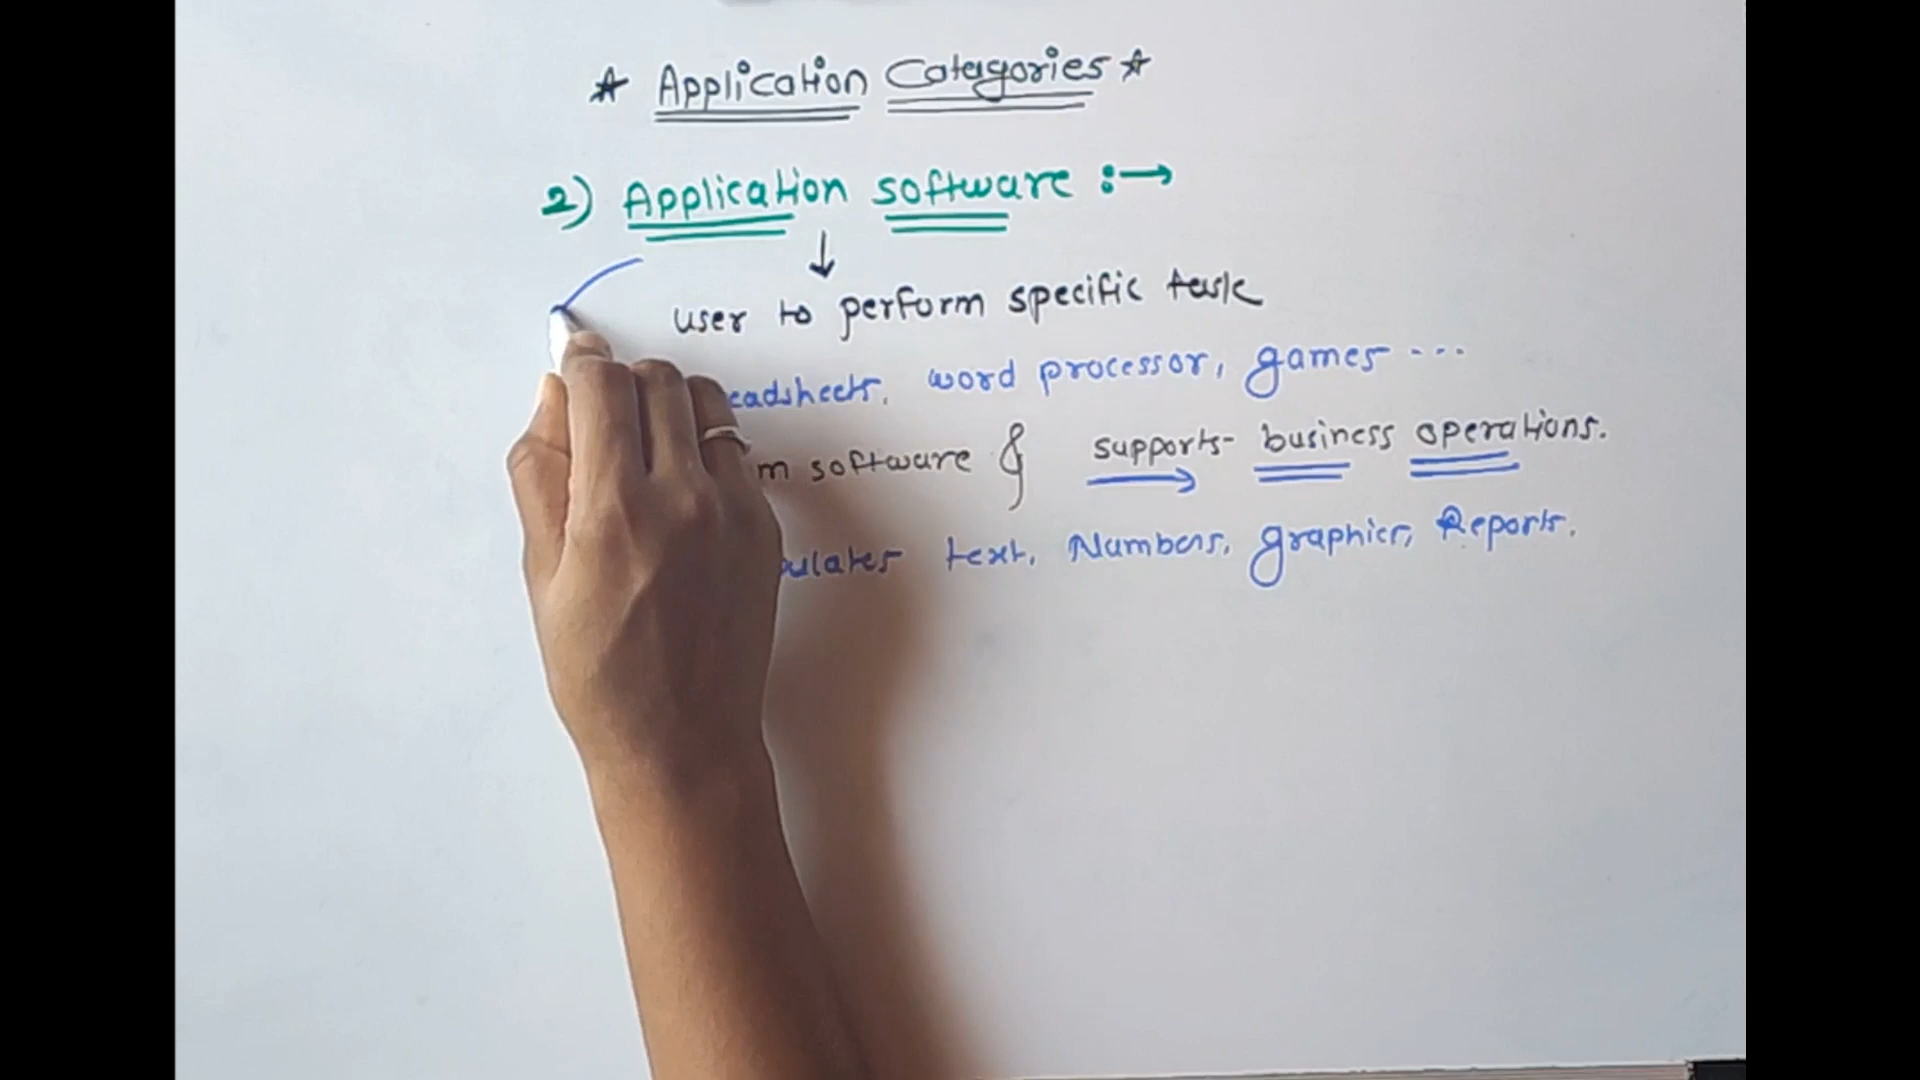 ☆ Application Catagories ☆
2) Application software :→
↓
user to perform specific task
eadsheets, word processor, games ...
m software & supports business operations.
pulates text, Numbers, graphics, Reports.